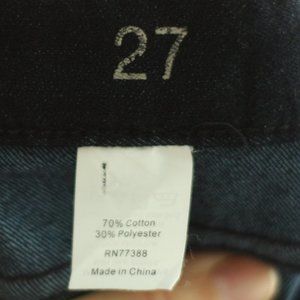 27
70% Cotton
30% Polyester
RN77388
Made in China